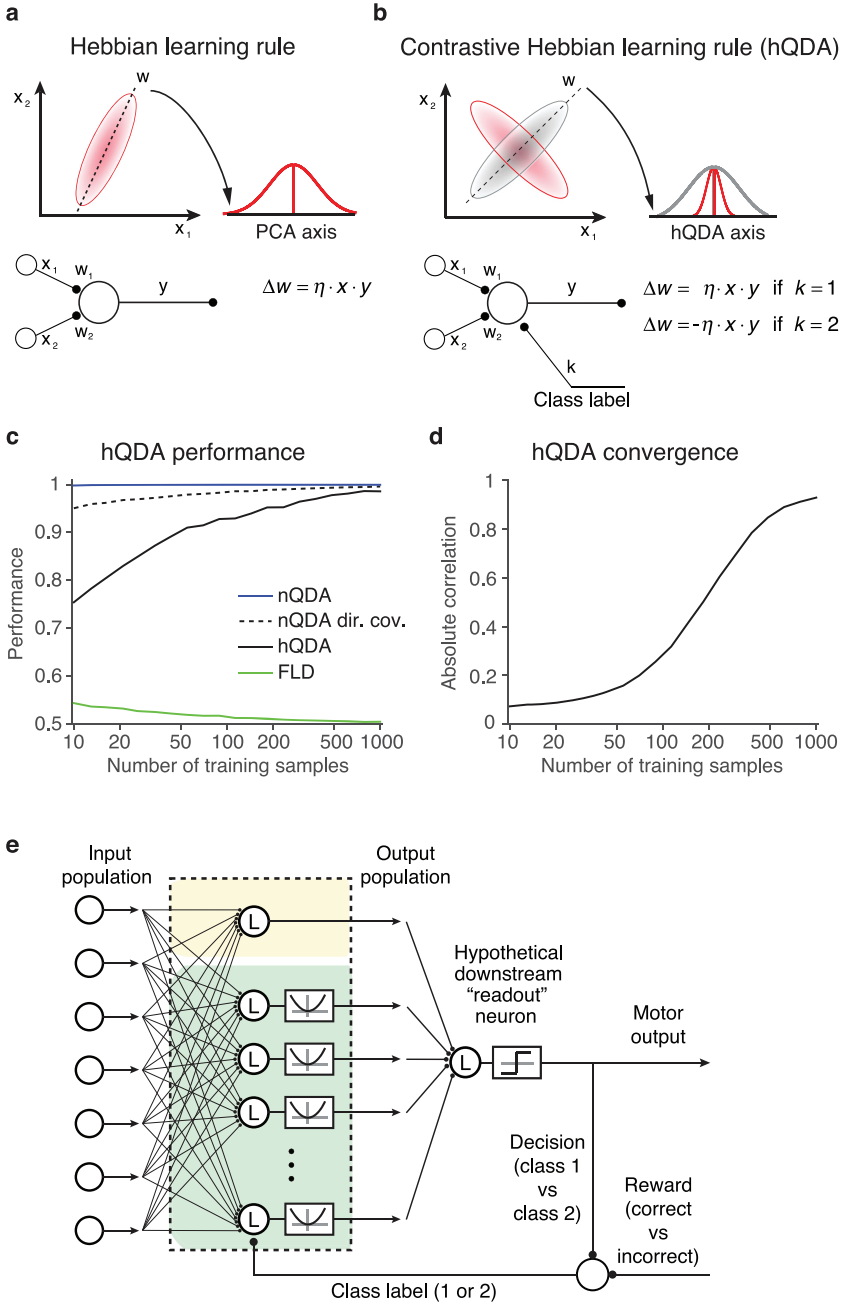 a
Hebbian learning rule
w
x2
x1
PCA axis
x1
w1
y
w2
x2
Δw = η · x · y
b
Contrastive Hebbian learning rule (hQDA)
w
x2
x1
hQDA axis
x1
w1
y
w2
x2
k
Class label
Δw = η · x · y if k = 1
Δw = -η · x · y if k = 2
c
hQDA performance
Performance
1
0.9
0.8
0.7
0.6
0.5
nQDA
nQDA dir. cov.
hQDA
FLD
10 20 50 100 200 500 1000
Number of training samples
d
hQDA convergence
Absolute correlation
1
0.8
0.6
0.4
0.2
0
10 20 50 100 200 500 1000
Number of training samples
e
Input
population
Output
population
L
L
L
L
L
Hypothetical
downstream
“readout”
neuron
L
Motor
output
Decision
(class 1
vs
class 2)
Reward
(correct
vs
incorrect)
Class label (1 or 2)